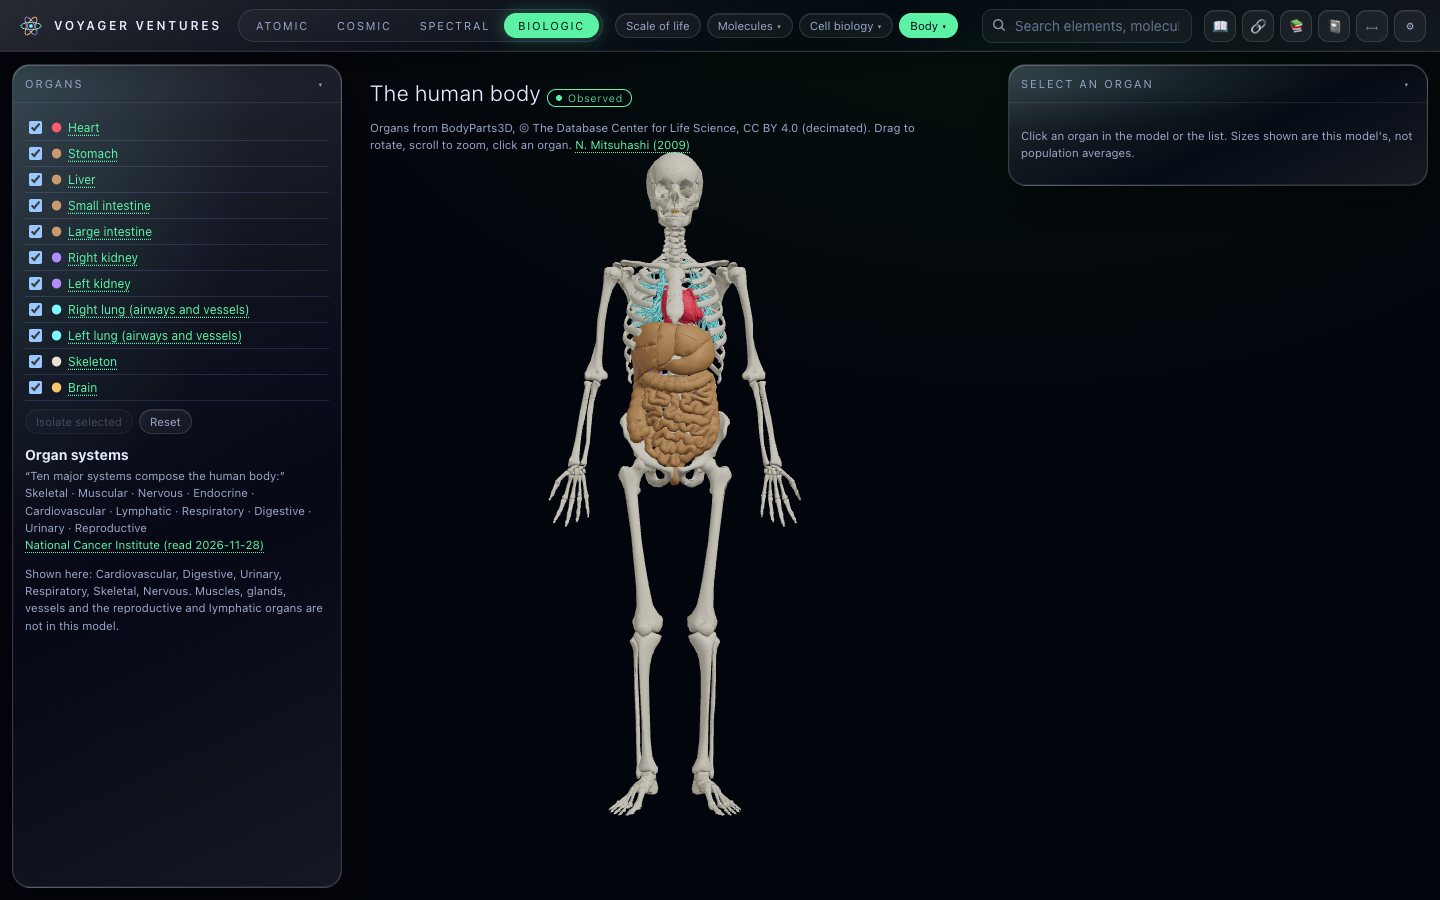 VOYAGER VENTURES
ATOMIC
COSMIC
SPECTRAL
BIOLOGIC
Scale of life
Molecules
Cell biology
Body
Search elements, molecul
ORGANS
Heart
Stomach
Liver
Small intestine
Large intestine
Right kidney
Left kidney
Right lung (airways and vessels)
Left lung (airways and vessels)
Skeleton
Brain
Isolate selected
Reset
Organ systems
“Ten major systems compose the human body:”
Skeletal · Muscular · Nervous · Endocrine ·
Cardiovascular · Lymphatic · Respiratory · Digestive ·
Urinary · Reproductive
National Cancer Institute (read 2026-11-28)
Shown here: Cardiovascular, Digestive, Urinary,
Respiratory, Skeletal, Nervous. Muscles, glands,
vessels and the reproductive and lymphatic organs are
not in this model.
The human body
Observed
Organs from BodyParts3D, © The Database Center for Life Science, CC BY 4.0 (decimated). Drag to
rotate, scroll to zoom, click an organ. N. Mitsuhashi (2009)
SELECT AN ORGAN
Click an organ in the model or the list. Sizes shown are this model's, not
population averages.